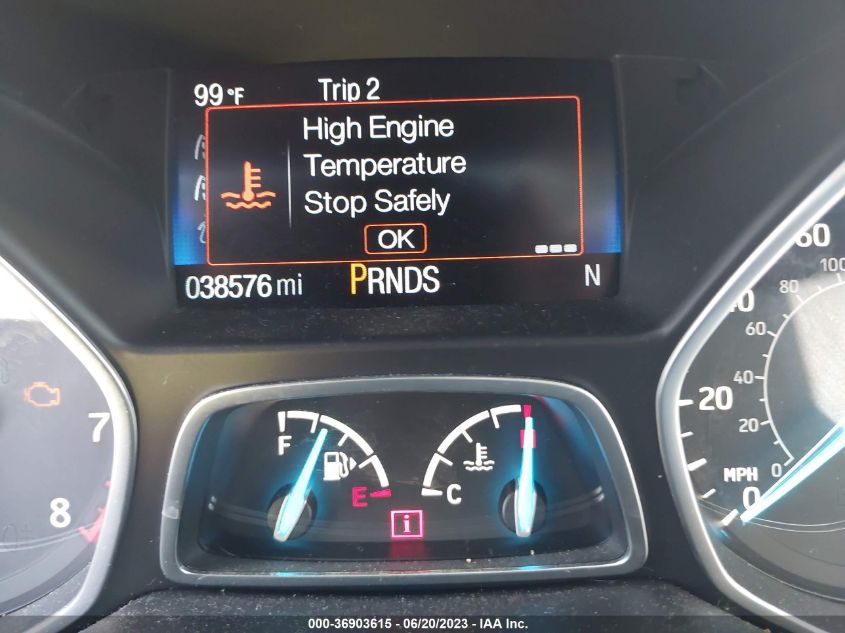 99°F Trip 2
High Engine
Temperature
Stop Safely
OK
038576 mi PRNDS N
60
100
80
40
60
7
20
40
F
H
20
MPH
0
E
C
i
8
0
000-36903615 - 06/20/2023 - IAA Inc.